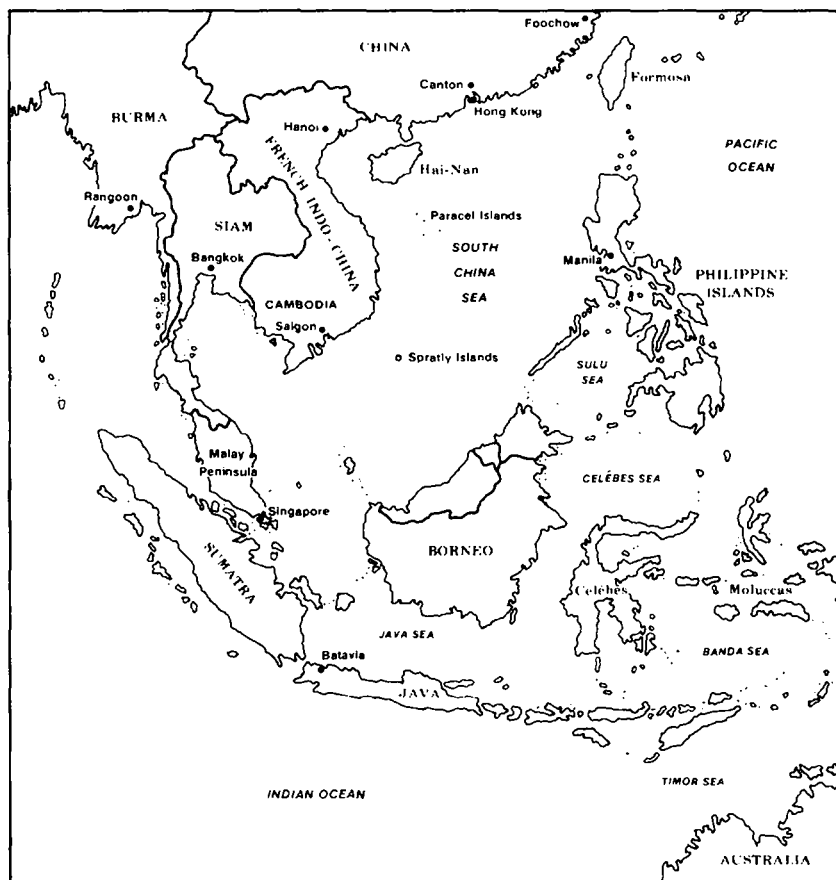 Foochow
CHINA
Formosa
Canton
Hong Kong
BURMA
Hanoi
PACIFIC
OCEAN
FRENCH INDO-CHINA
Hai-Nan
Rangoon
SIAM
Paracel Islands
SOUTH
CHINA
SEA
Bangkok
Manila
PHILIPPINE
ISLANDS
CAMBODIA
Saigon
Spratly Islands
SULU
SEA
Malay
Peninsula
CELÉBES SEA
Singapore
SUMATRA
BORNEO
Celébés
Moluccas
JAVA SEA
BANDA SEA
Batavia
JAVA
TIMOR SEA
INDIAN OCEAN
AUSTRALIA